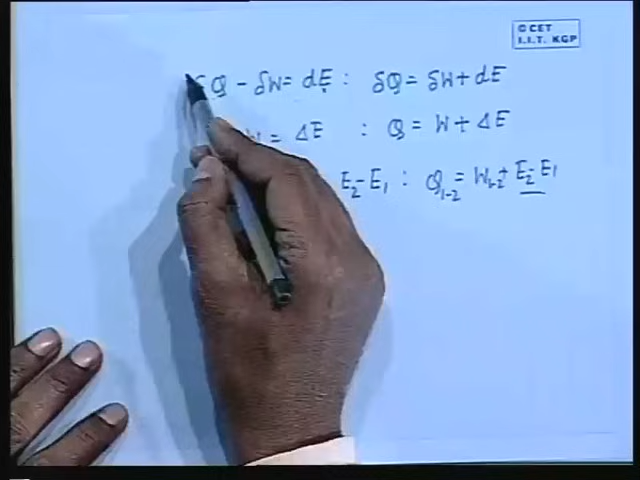 © CET
I.I.T. KGP
δQ - δW = dE : δQ = δW + dE
W = ΔE : Q = W + ΔE
E₂-E₁ : Q₁₋₂ = W₁₋₂ + E₂-E₁